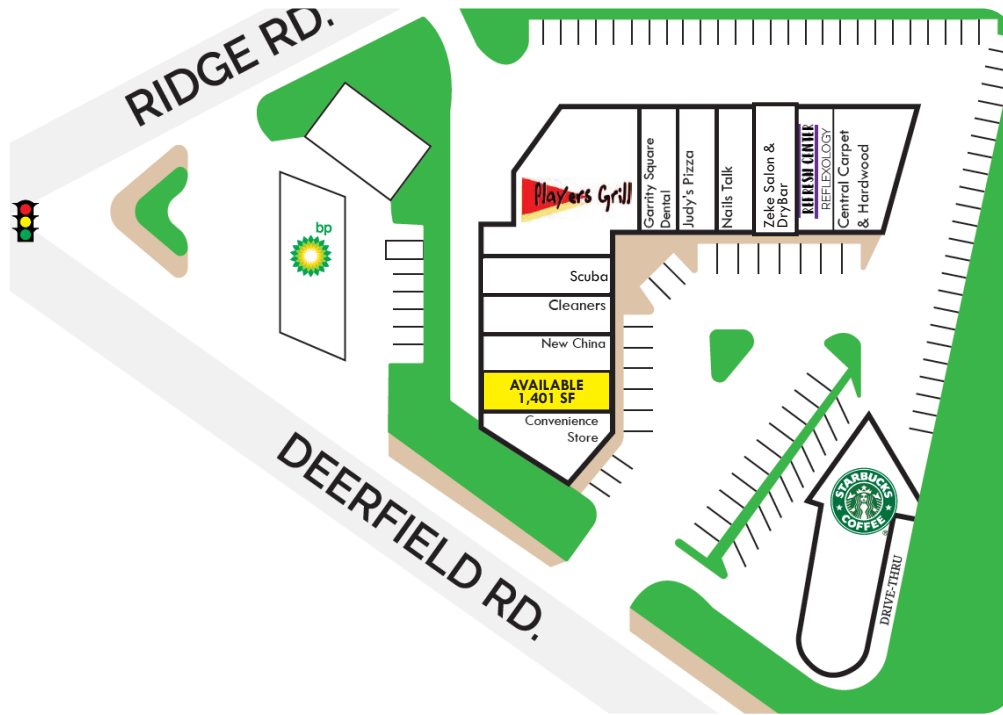 RIDGE RD.
bp
Players Grill
Garrity Square
Dental
Judy's Pizza
Nails Talk
Zeke Salon &
DryBar
REFRESH CENTER
REFLEXOLOGY
Central Carpet
& Hardwood
Scuba
Cleaners
New China
AVAILABLE
1,401 SF
Convenience
Store
DEERFIELD RD.
STARBUCKS
COFFEE
®
DRIVE-THRU